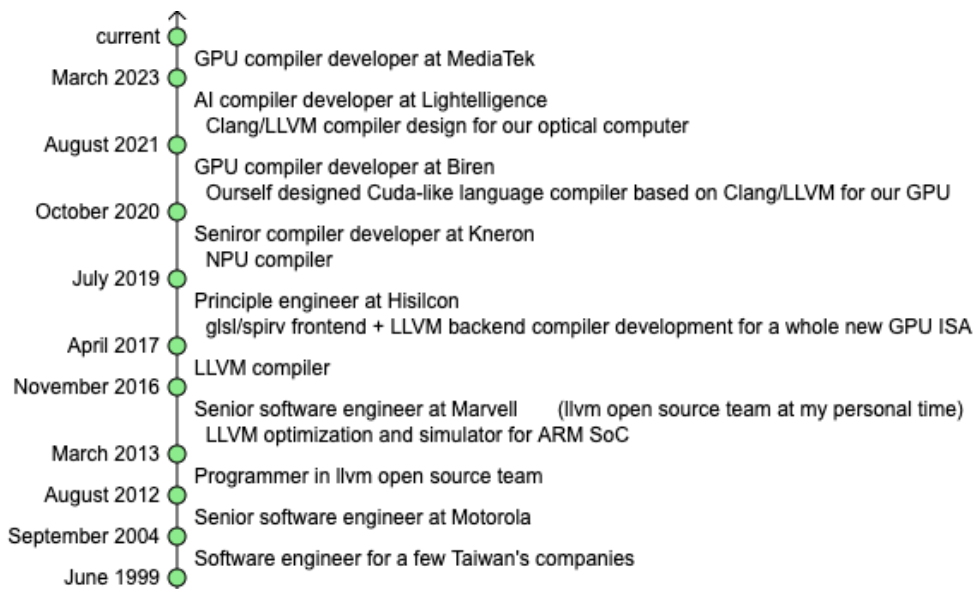 current
GPU compiler developer at MediaTek
March 2023
AI compiler developer at Lightelligence
Clang/LLVM compiler design for our optical computer
August 2021
GPU compiler developer at Biren
Ourself designed Cuda-like language compiler based on Clang/LLVM for our GPU
October 2020
Seniror compiler developer at Kneron
NPU compiler
July 2019
Principle engineer at Hisilcon
glsl/spirv frontend + LLVM backend compiler development for a whole new GPU ISA
April 2017
LLVM compiler
November 2016
Senior software engineer at Marvell (llvm open source team at my personal time)
LLVM optimization and simulator for ARM SoC
March 2013
Programmer in llvm open source team
August 2012
Senior software engineer at Motorola
September 2004
Software engineer for a few Taiwan's companies
June 1999